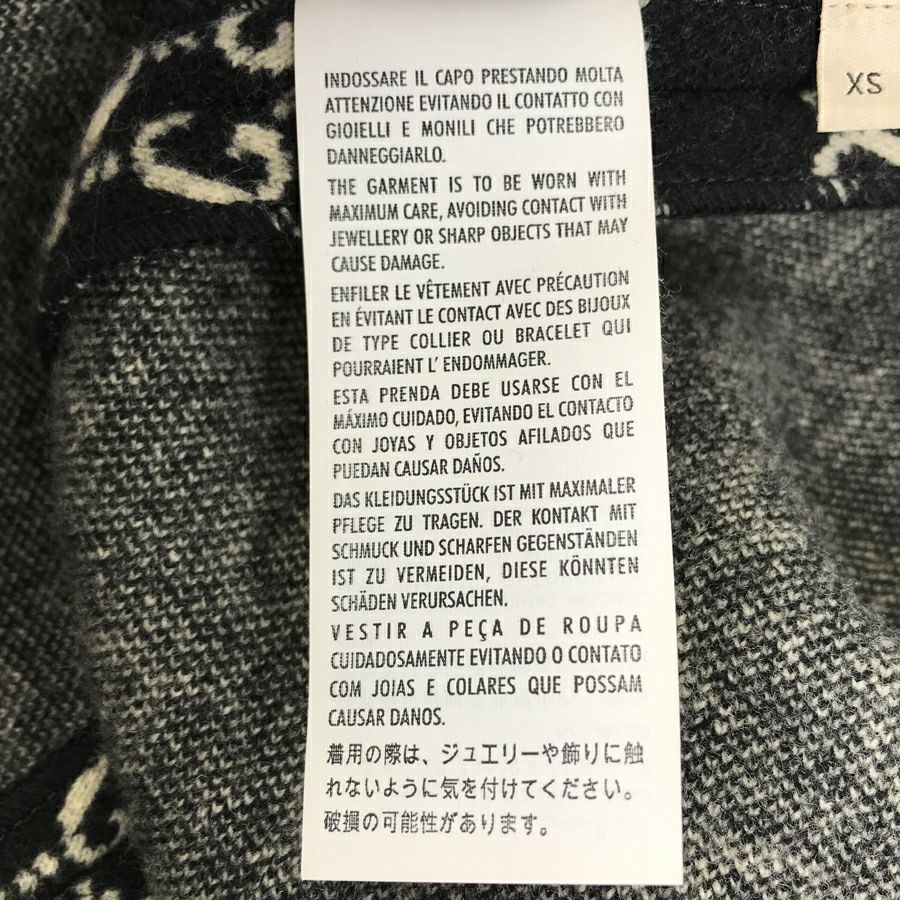 INDOSSARE IL CAPO PRESTANDO MOLTA
ATTENZIONE EVITANDO IL CONTATTO CON
GIOIELLI E MONILI CHE POTREBBERO
DANNEGGIARLO.
THE GARMENT IS TO BE WORN WITH
MAXIMUM CARE, AVOIDING CONTACT WITH
JEWELLERY OR SHARP OBJECTS THAT MAY
CAUSE DAMAGE.
ENFILER LE VÊTEMENT AVEC PRÉCAUTION
EN ÉVITANT LE CONTACT AVEC DES BIJOUX
DE TYPE COLLIER OU BRACELET QUI
POURRAIENT L' ENDOMMAGER.
ESTA PRENDA DEBE USARSE CON EL
MÁXIMO CUIDADO, EVITANDO EL CONTACTO
CON JOYAS Y OBJETOS AFILADOS QUE
PUEDAN CAUSAR DAÑOS.
DAS KLEIDUNGSSTÜCK IST MIT MAXIMALER
PFLEGE ZU TRAGEN. DER KONTAKT MIT
SCHMUCK UND SCHARFEN GEGENSTÄNDEN
IST ZU VERMEIDEN, DIESE KÖNNTEN
SCHÄDEN VERURSACHEN.
VESTIR A PEÇA DE ROUPA
CUIDADOSAMENTE EVITANDO O CONTATO
COM JOIAS E COLARES QUE POSSAM
CAUSAR DANOS.
着用の際は、ジュエリーや飾りに触
れないように気を付けてください。
破損の可能性があります。
XS